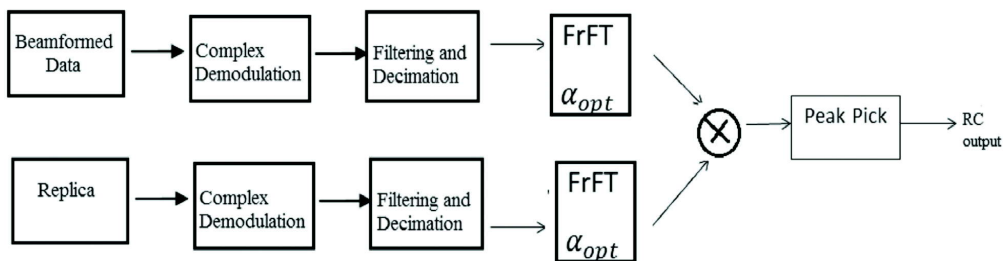 Beamformed
Data
Complex
Demodulation
Filtering and
Decimation
FrFT
α_opt
Replica
Complex
Demodulation
Filtering and
Decimation
FrFT
α_opt
Peak Pick
RC
output